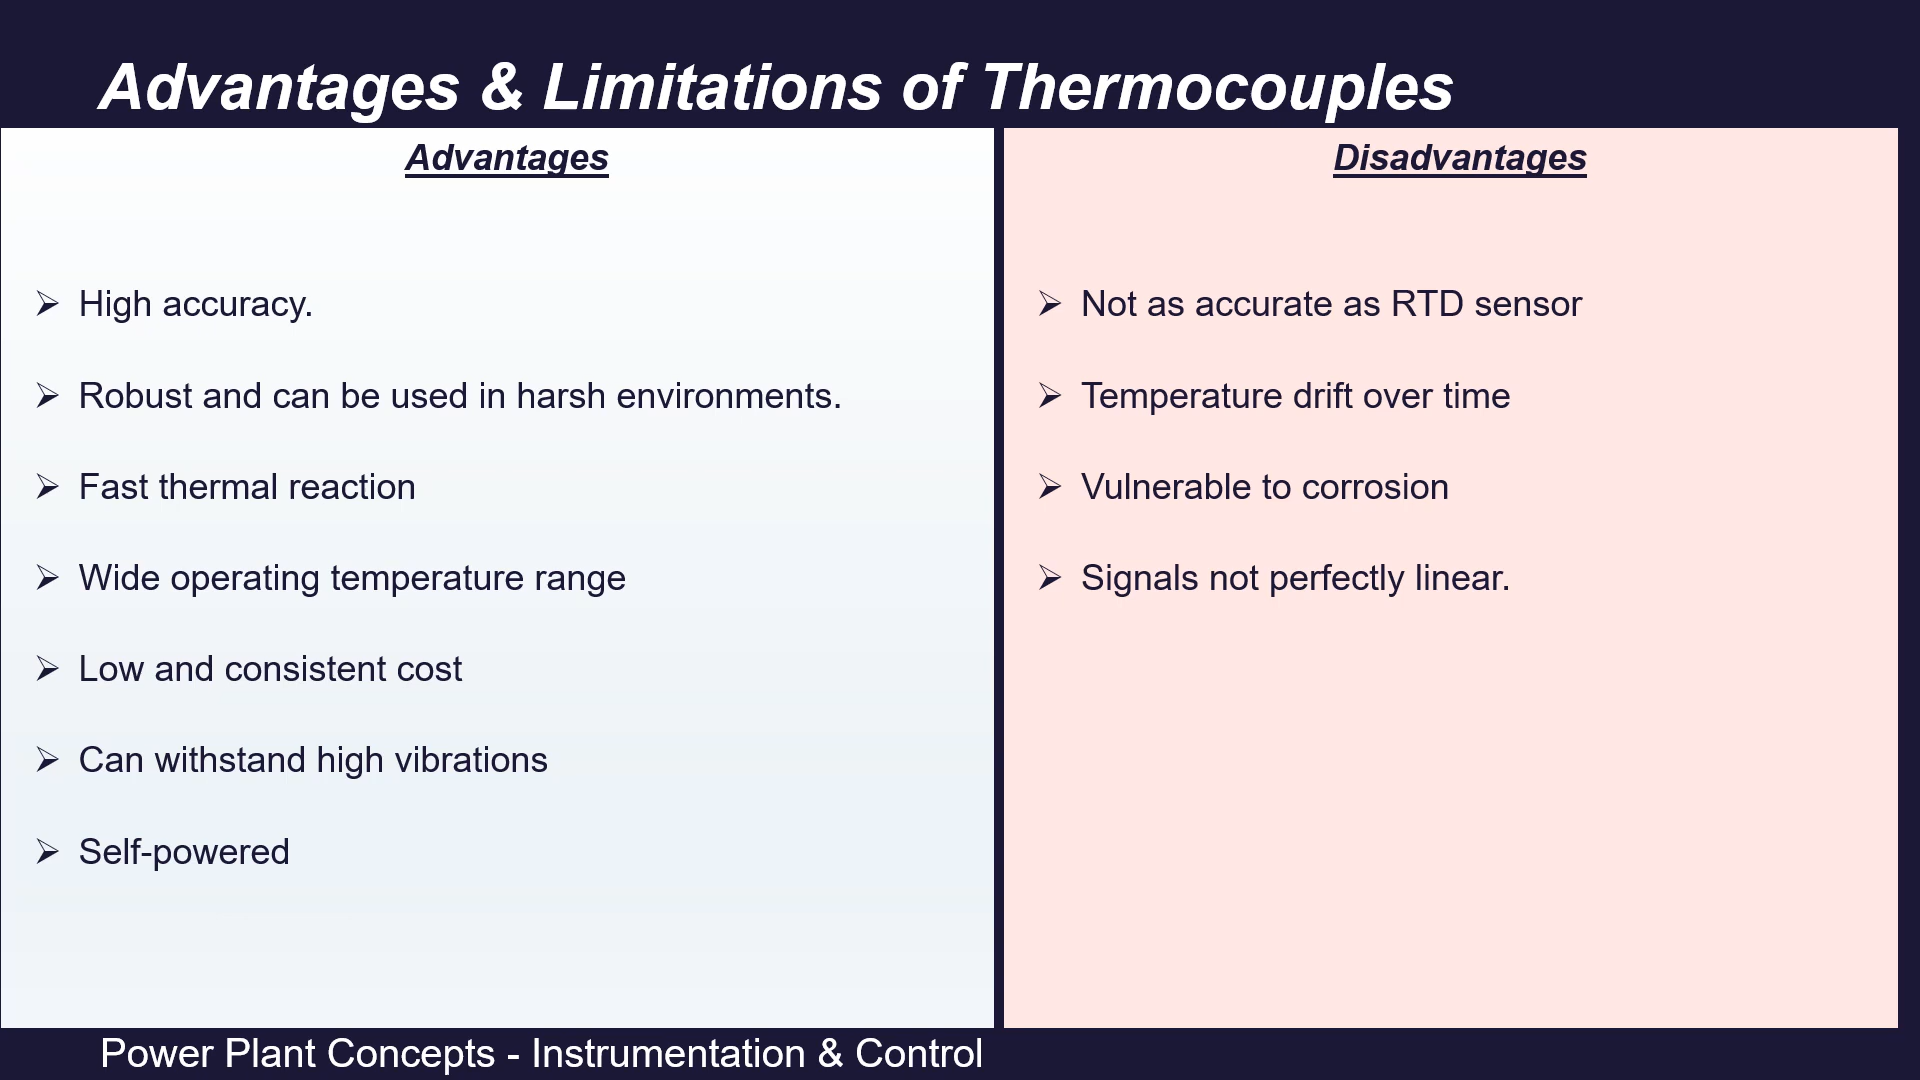 Advantages & Limitations of Thermocouples
Advantages
➢ High accuracy.
➢ Robust and can be used in harsh environments.
➢ Fast thermal reaction
➢ Wide operating temperature range
➢ Low and consistent cost
➢ Can withstand high vibrations
➢ Self-powered
Disadvantages
➢ Not as accurate as RTD sensor
➢ Temperature drift over time
➢ Vulnerable to corrosion
➢ Signals not perfectly linear.
Power Plant Concepts - Instrumentation & Control